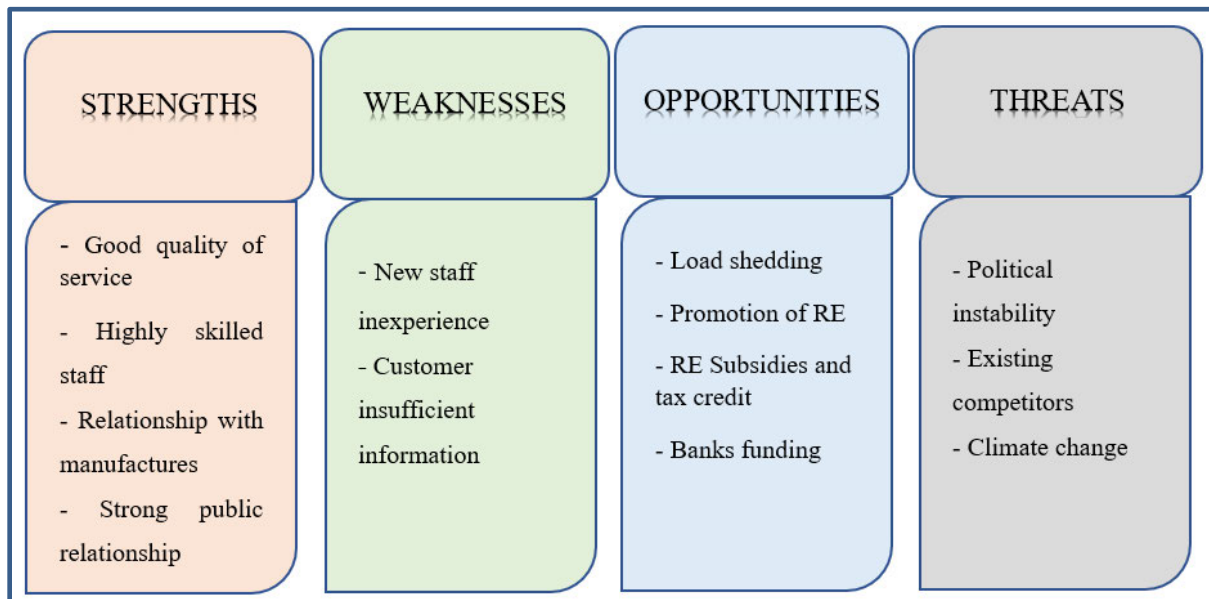 STRENGTHS
- Good quality of
service
- Highly skilled
staff
- Relationship with
manufactures
- Strong public
relationship
WEAKNESSES
- New staff
inexperience
- Customer
insufficient
information
OPPORTUNITIES
- Load shedding
- Promotion of RE
- RE Subsidies and
tax credit
- Banks funding
THREATS
- Political
instability
- Existing
competitors
- Climate change